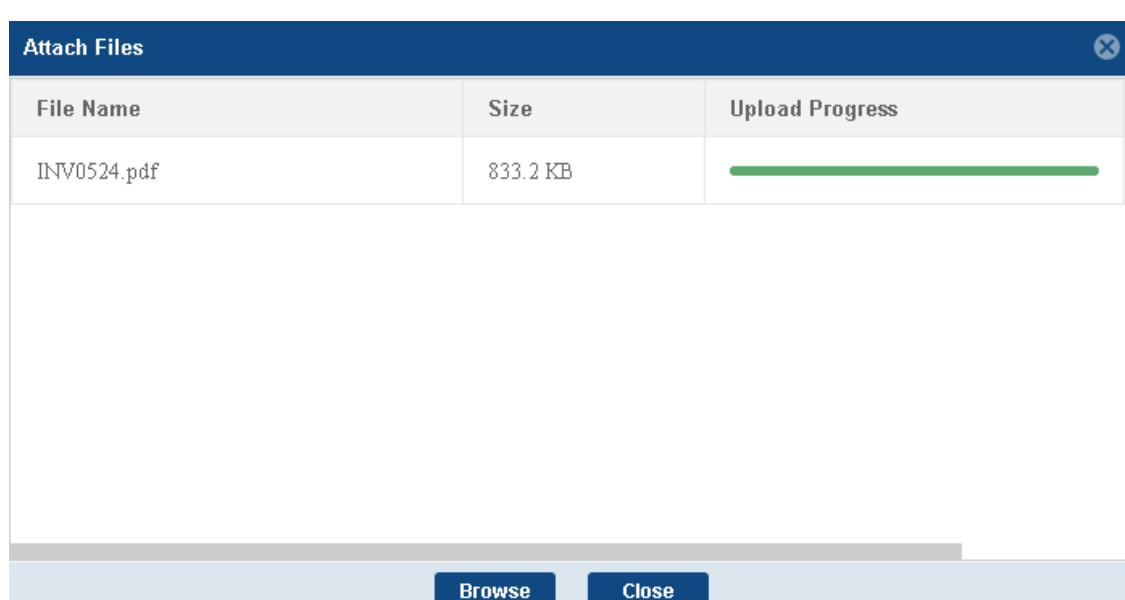 Attach Files
File Name Size Upload Progress
INV0524.pdf 833.2 KB
Browse Close